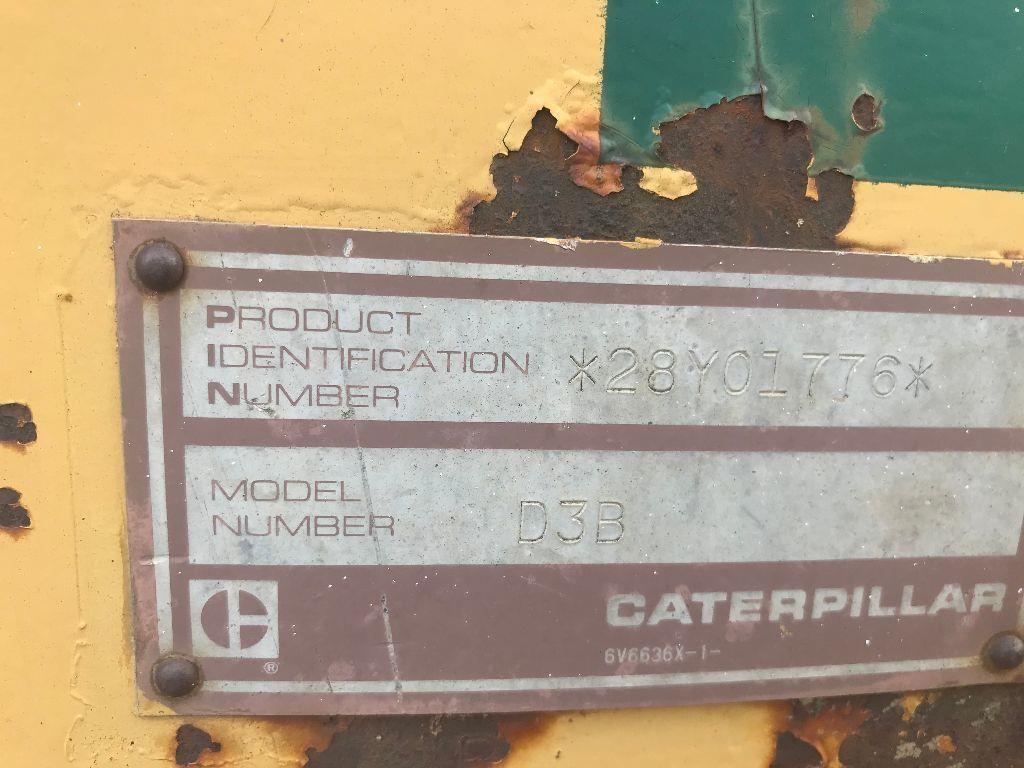 PRODUCT
IDENTIFICATION *28Y01776*
NUMBER
MODEL
NUMBER D3B
CATERPILLAR
6V6636X-1-
®